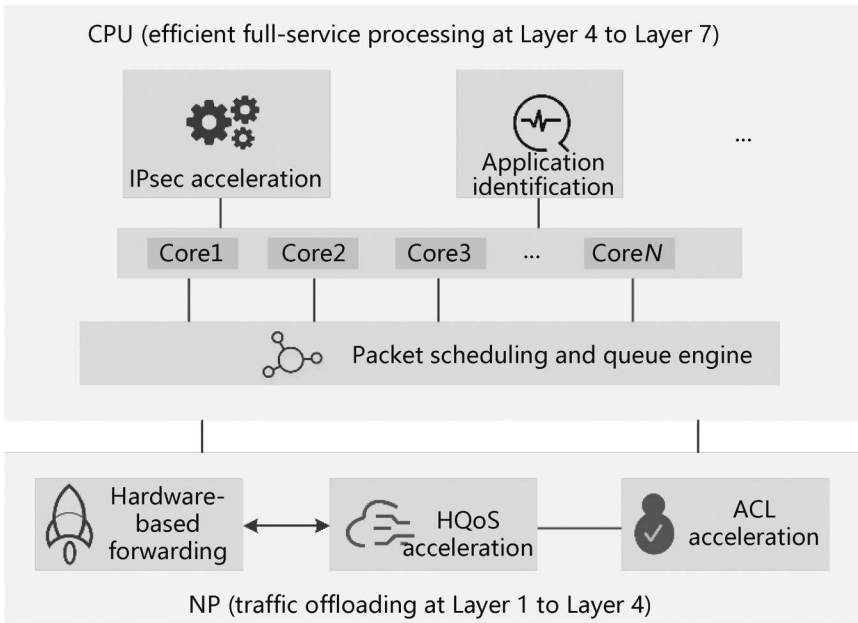 CPU (efficient full-service processing at Layer 4 to Layer 7)
IPsec acceleration
Application
identification
...
Core1 Core2 Core3 ... CoreN
Packet scheduling and queue engine
Hardware-
based
forwarding
HQoS
acceleration
ACL
acceleration
NP (traffic offloading at Layer 1 to Layer 4)